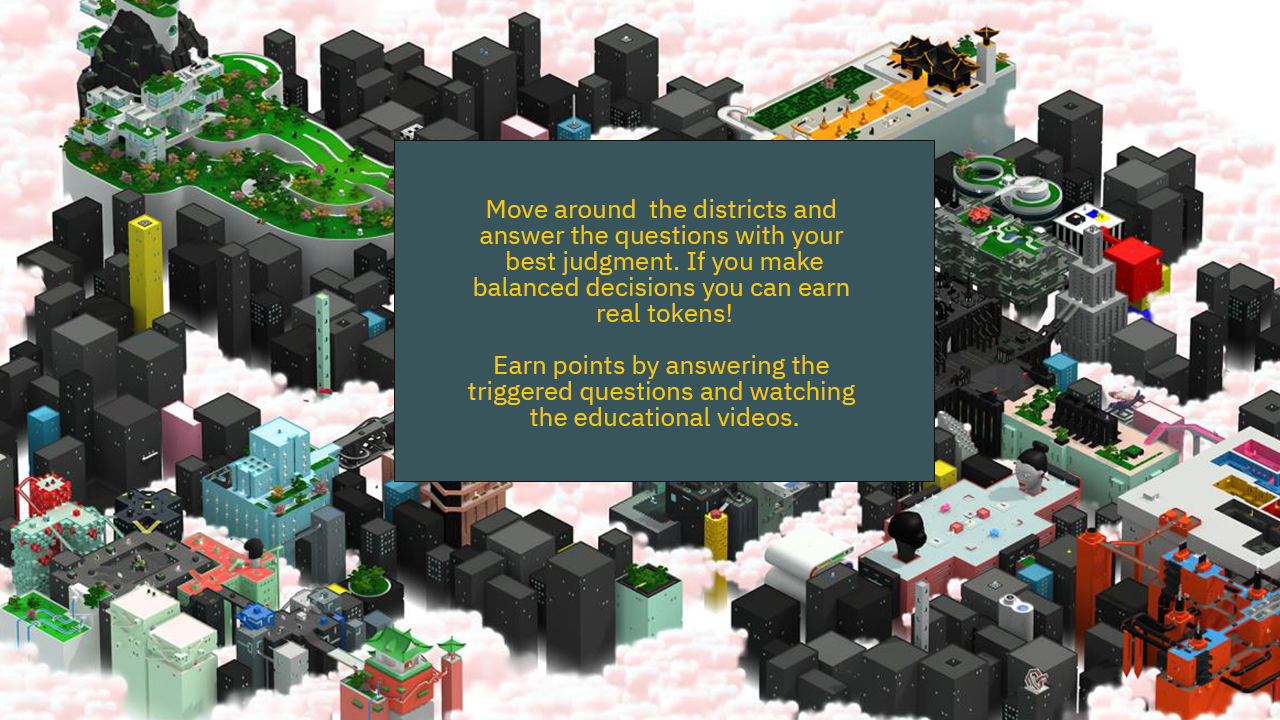 Move around  the districts and
answer the questions with your
best judgment. If you make
balanced decisions you can earn
real tokens!
Earn points by answering the
triggered questions and watching
the educational videos.